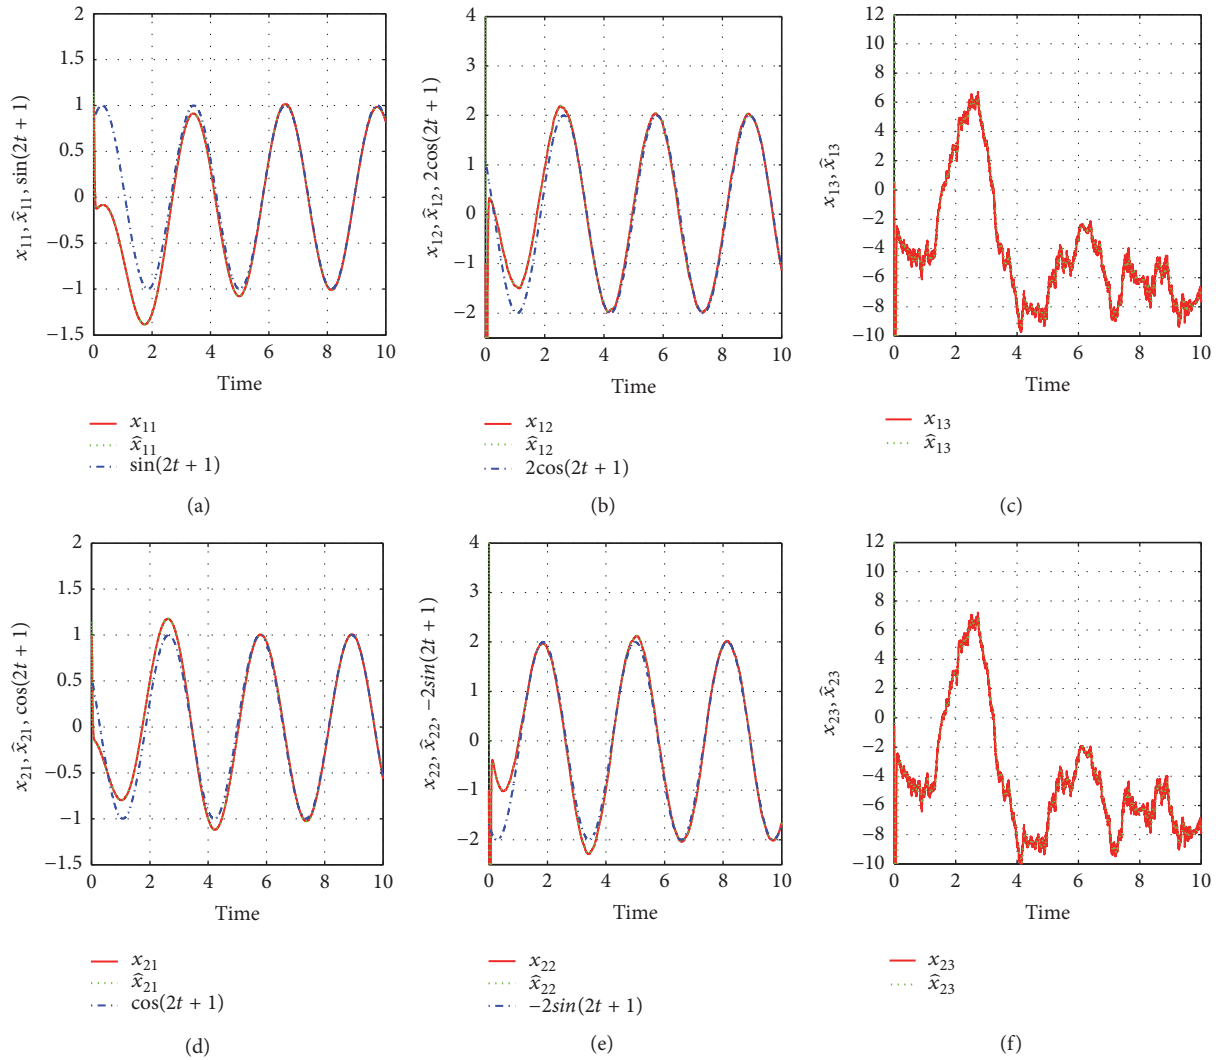 2
1.5
1
0.5
0
−0.5
−1
−1.5
0 2 4 6 8 10
x₁₁, x̂₁₁, sin(2t + 1)
Time
x₁₁
x̂₁₁
sin(2t + 1)
(a)
4
3
2
1
0
−1
−2
0 2 4 6 8 10
x₁₂, x̂₁₂, 2cos(2t + 1)
Time
x₁₂
x̂₁₂
2cos(2t + 1)
(b)
12
10
8
6
4
2
0
−2
−4
−6
−8
−10
0 2 4 6 8 10
x₁₃, x̂₁₃
Time
x₁₃
x̂₁₃
(c)
2
1.5
1
0.5
0
−0.5
−1
−1.5
0 2 4 6 8 10
x₂₁, x̂₂₁, cos(2t + 1)
Time
x₂₁
x̂₂₁
cos(2t + 1)
(d)
4
3
2
1
0
−1
−2
0 2 4 6 8 10
x₂₂, x̂₂₂, −2sin(2t + 1)
Time
x₂₂
x̂₂₂
−2sin(2t + 1)
(e)
12
10
8
6
4
2
0
−2
−4
−6
−8
−10
0 2 4 6 8 10
x₂₃, x̂₂₃
Time
x₂₃
x̂₂₃
(f)